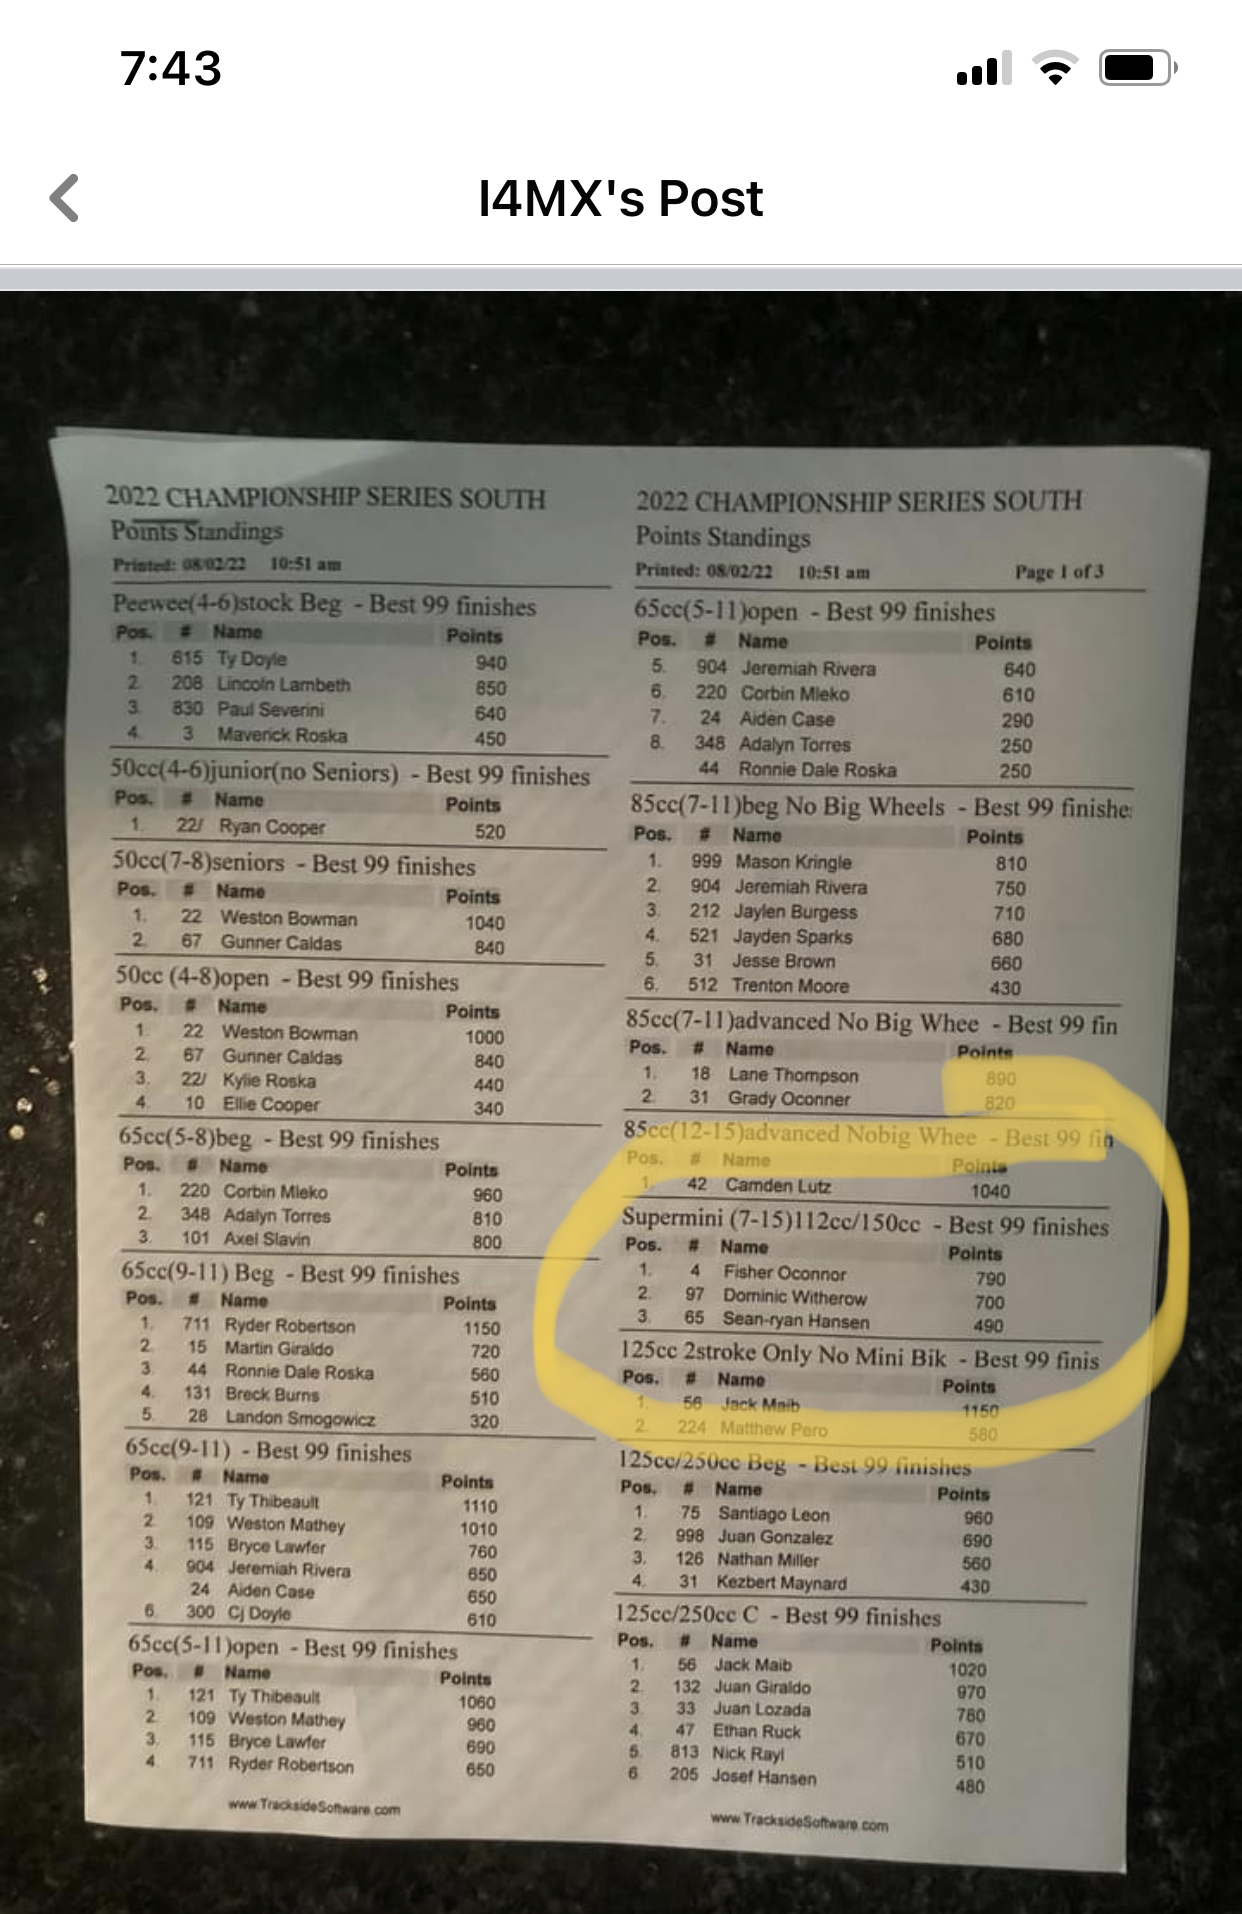 7:43
I4MX's Post
2022 CHAMPIONSHIP SERIES SOUTH
Points Standings
Printed: 08/02/22 10:51 am
Peewee(4-6)stock Beg - Best 99 finishes
Pos. # Name Points
1. 615 Ty Doyle 940
2. 208 Lincoln Lambeth 850
3. 830 Paul Severini 640
4. 3 Maverick Roska 450
50cc(4-6)junior(no Seniors) - Best 99 finishes
Pos. # Name Points
1. 22/ Ryan Cooper 520
50cc(7-8)seniors - Best 99 finishes
Pos. # Name Points
1. 22 Weston Bowman 1040
2. 67 Gunner Caldas 840
50cc (4-8)open - Best 99 finishes
Pos. # Name Points
1. 22 Weston Bowman 1000
2. 67 Gunner Caldas 840
3. 22/ Kylie Roska 440
4. 10 Ellie Cooper 340
65cc(5-8)beg - Best 99 finishes
Pos. # Name Points
1. 220 Corbin Mleko 960
2. 348 Adalyn Torres 810
3. 101 Axel Slavin 800
65cc(9-11) Beg - Best 99 finishes
Pos. # Name Points
1. 711 Ryder Robertson 1150
2. 15 Martin Giraldo 720
3. 44 Ronnie Dale Roska 560
4. 131 Breck Burns 510
5. 28 Landon Smogowicz 320
65cc(9-11) - Best 99 finishes
Pos. # Name Points
1. 121 Ty Thibeault 1110
2. 109 Weston Mathey 1010
3. 115 Bryce Lawfer 760
4. 904 Jeremiah Rivera 650
24 Aiden Case 650
6. 300 Cj Doyle 610
65cc(5-11)open - Best 99 finishes
Pos. # Name Points
1. 121 Ty Thibeault 1060
2. 109 Weston Mathey 960
3. 115 Bryce Lawfer 690
4. 711 Ryder Robertson 650
www.TracksideSoftware.com
2022 CHAMPIONSHIP SERIES SOUTH
Points Standings
Printed: 08/02/22 10:51 am Page 1 of 3
65cc(5-11)open - Best 99 finishes
Pos. # Name Points
5. 904 Jeremiah Rivera 640
6. 220 Corbin Mleko 610
7. 24 Aiden Case 290
8. 348 Adalyn Torres 250
44 Ronnie Dale Roska 250
85cc(7-11)beg No Big Wheels - Best 99 finishe
Pos. # Name Points
1. 999 Mason Kringle 810
2. 904 Jeremiah Rivera 750
3. 212 Jaylen Burgess 710
4. 521 Jayden Sparks 680
5. 31 Jesse Brown 660
6. 512 Trenton Moore 430
85cc(7-11)advanced No Big Whee - Best 99 fin
Pos. # Name Points
1. 18 Lane Thompson 890
2. 31 Grady Oconner 820
85cc(12-15)advanced Nobig Whee - Best 99 fin
Pos. # Name Points
1. 42 Camden Lutz 1040
Supermini (7-15)112cc/150cc - Best 99 finishes
Pos. # Name Points
1. 4 Fisher Oconnor 790
2. 97 Dominic Witherow 700
3. 65 Sean-ryan Hansen 490
125cc 2stroke Only No Mini Bik - Best 99 finis
Pos. # Name Points
1. 56 Jack Maib 1150
2. 224 Matthew Pero 580
125cc/250cc Beg - Best 99 finishes
Pos. # Name Points
1. 75 Santiago Leon 960
2. 998 Juan Gonzalez 690
3. 126 Nathan Miller 560
4. 31 Kezbert Maynard 430
125cc/250cc C - Best 99 finishes
Pos. # Name Points
1. 56 Jack Maib 1020
2. 132 Juan Giraldo 970
3. 33 Juan Lozada 780
4. 47 Ethan Ruck 670
5. 813 Nick Rayl 510
6. 205 Josef Hansen 480
www.TracksideSoftware.com